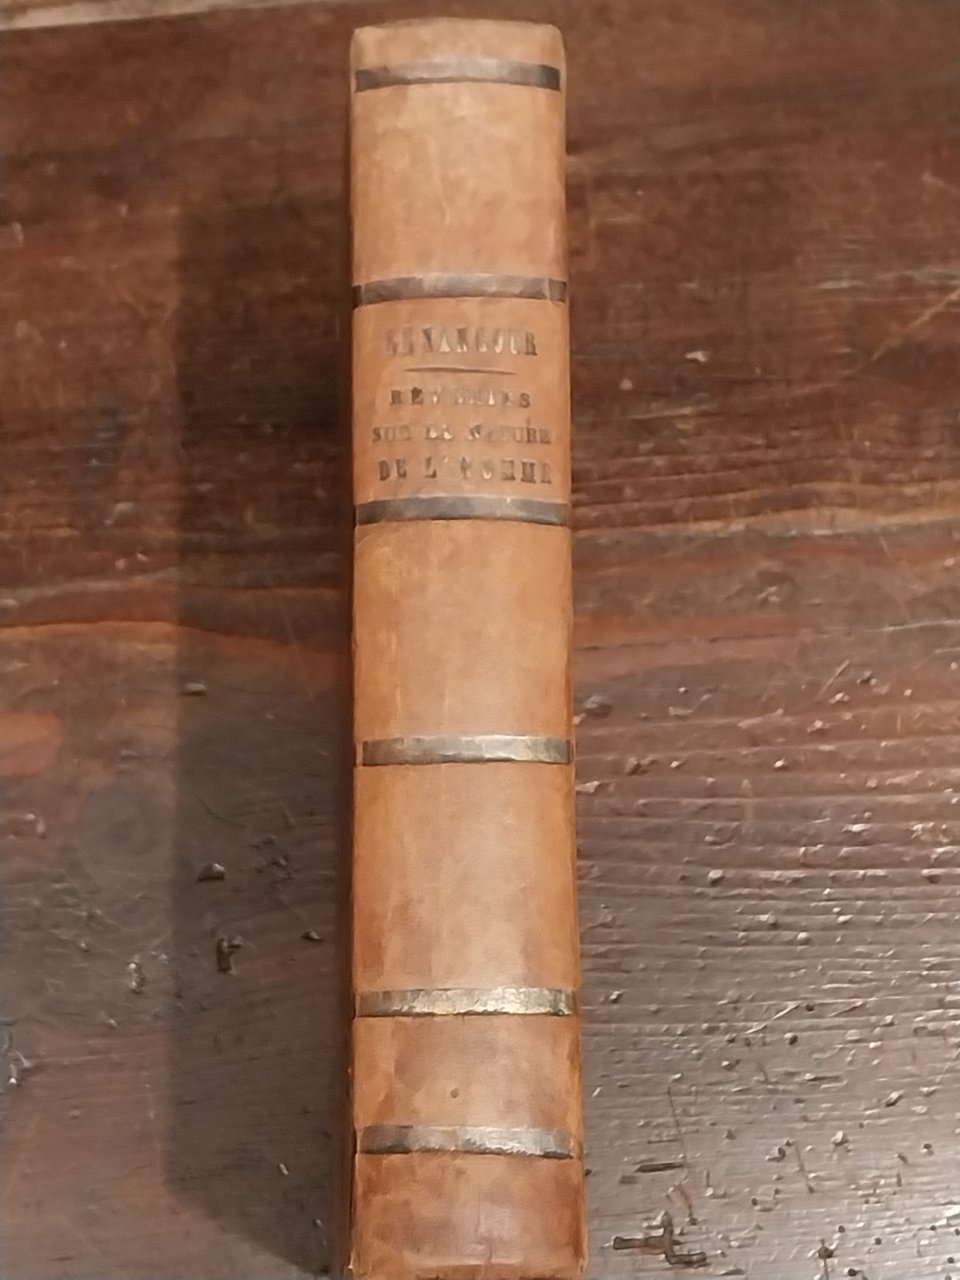 SENANCOUR
RÊVERIES
SUR LA NATURE
DE L'HOMME